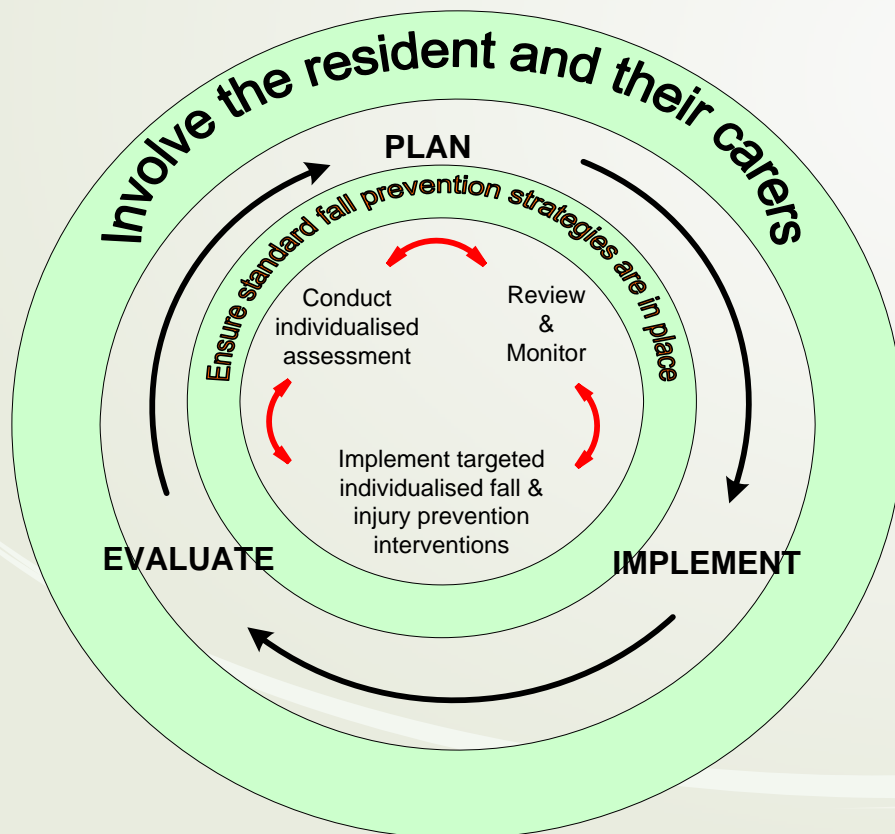 Involve the resident and their carers
PLAN
Ensure standard fall prevention strategies are in place
Conduct
individualised
assessment
Review
&
Monitor
Implement targeted
individualised fall &
injury prevention
interventions
EVALUATE
IMPLEMENT